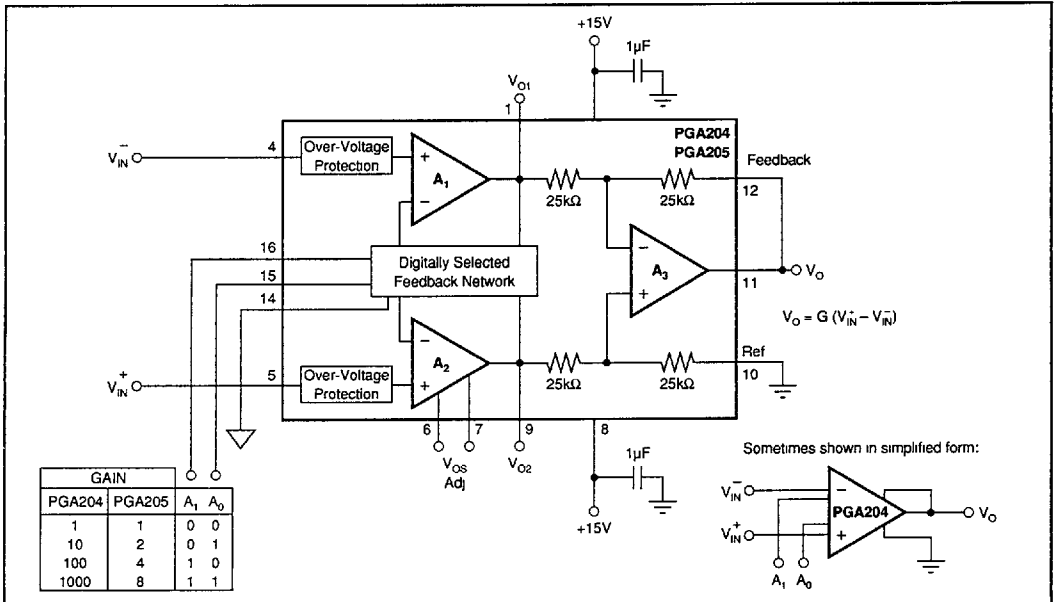 +15V
1µF
V_O1
1
PGA204
PGA205
Feedback
12
V_IN^-
4
Over-Voltage
Protection
+
A_1
−
25kΩ
25kΩ
16
15
14
Digitally Selected
Feedback Network
−
A_3
+
11
V_O
V_O = G (V_IN^+ − V_IN^-)
−
A_2
+
V_IN^+
5
Over-Voltage
Protection
25kΩ
25kΩ
Ref
10
6
7
9
8
V_OS
Adj
V_O2
1µF
+15V
GAIN
PGA204 PGA205 A_1 A_0
1 1 0 0
10 2 0 1
100 4 1 0
1000 8 1 1
Sometimes shown in simplified form:
V_IN^-
−
PGA204
V_IN^+
+
V_O
A_1 A_0